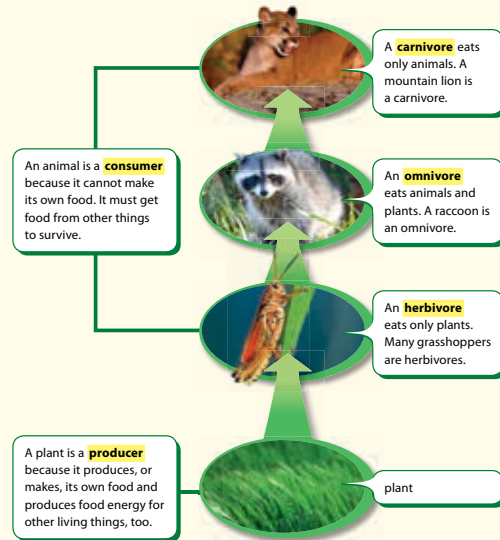 A carnivore eats
only animals. A
mountain lion is
a carnivore.
An animal is a consumer
because it cannot make
its own food. It must get
food from other things
to survive.
An omnivore
eats animals and
plants. A raccoon is
an omnivore.
An herbivore
eats only plants.
Many grasshoppers
are herbivores.
A plant is a producer
because it produces, or
makes, its own food and
produces food energy for
other living things, too.
plant